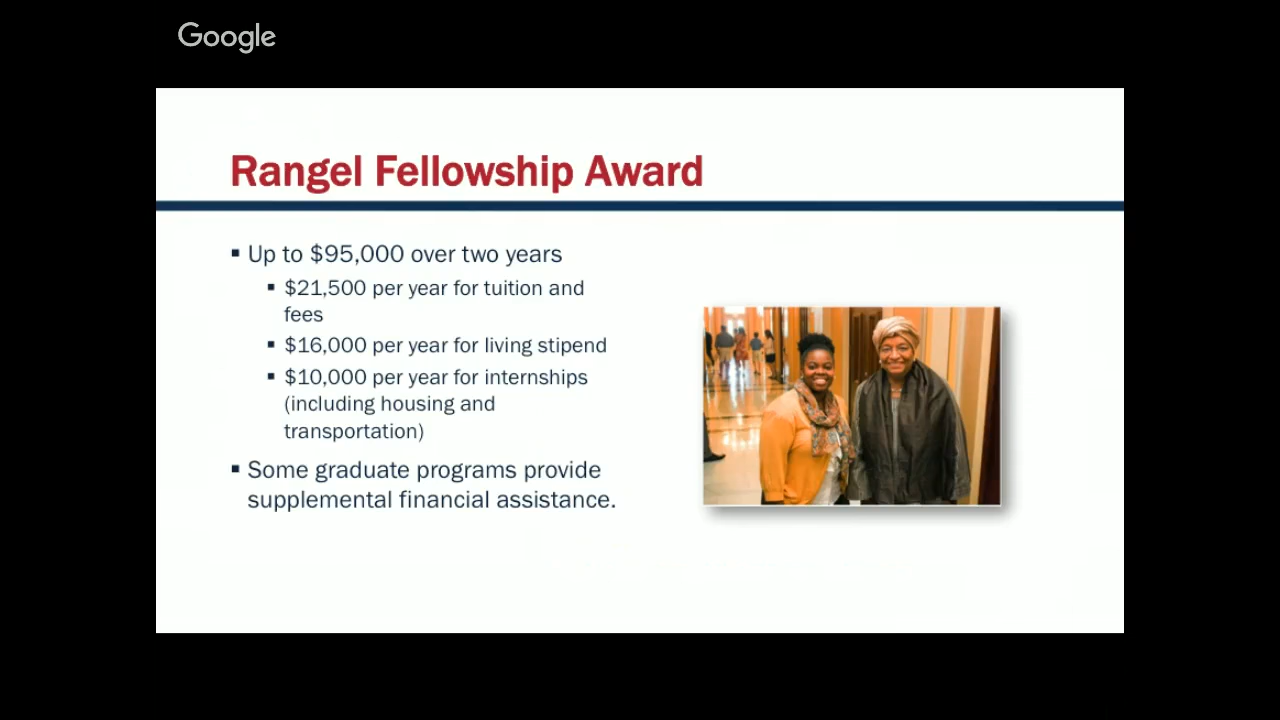 Google
Rangel Fellowship Award
▪ Up to $95,000 over two years
▪ $21,500 per year for tuition and
fees
▪ $16,000 per year for living stipend
▪ $10,000 per year for internships
(including housing and
transportation)
▪ Some graduate programs provide
supplemental financial assistance.